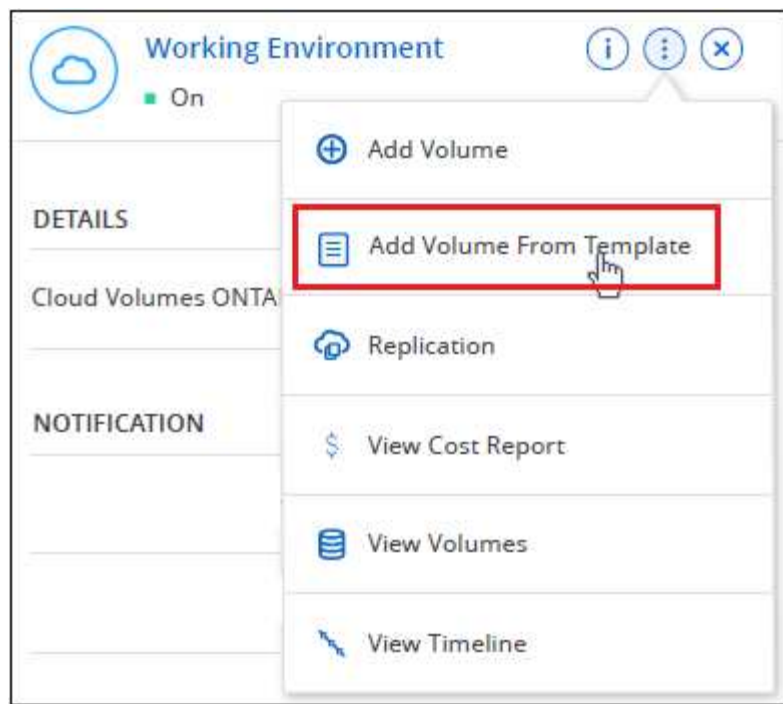 Working Environment
On
Add Volume
DETAILS
Add Volume From Template
Cloud Volumes ONTA
Replication
NOTIFICATION
$ View Cost Report
View Volumes
View Timeline